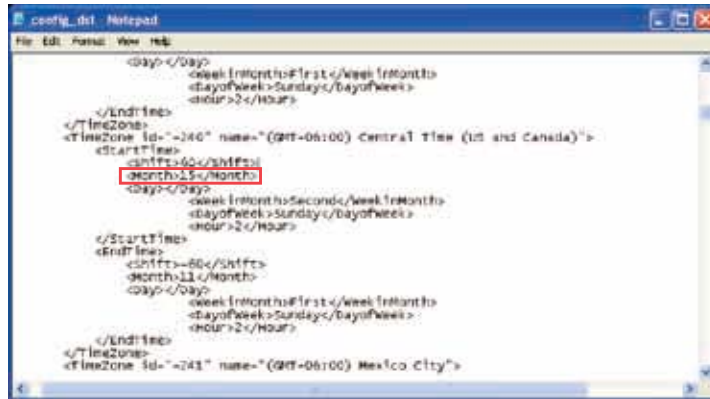 config_dst - Notepad
File Edit Format View Help
<Day></Day>
<WeekInMonth>First</WeekInMonth>
<DayofWeek>Sunday</DayofWeek>
<Hour>2</Hour>
</EndTime>
</TimeZone>
<TimeZone id="-240" name="(GMT-06:00) Central Time (US and Canada)">
<StartTime>
<Shift>60</Shift>
<Month>15</Month>
<Day></Day>
<WeekInMonth>Second</WeekInMonth>
<DayofWeek>Sunday</DayofWeek>
<Hour>2</Hour>
</StartTime>
<EndTime>
<Shift>-60</Shift>
<Month>11</Month>
<Day></Day>
<WeekInMonth>First</WeekInMonth>
<DayofWeek>Sunday</DayofWeek>
<Hour>2</Hour>
</EndTime>
</TimeZone>
<TimeZone id="-241" name="(GMT-06:00) Mexico City">